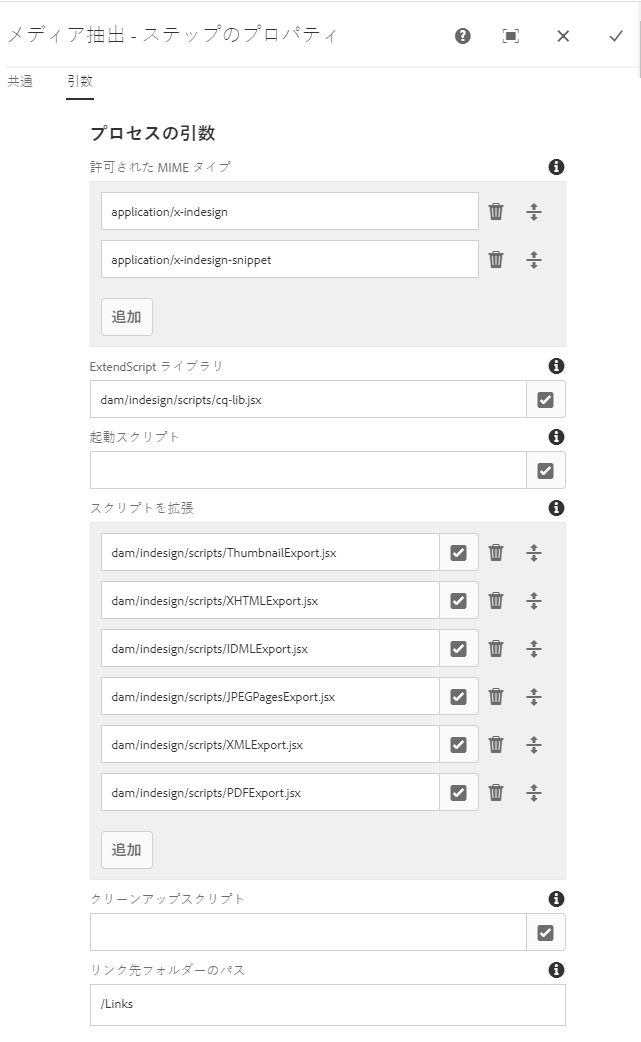 メディア抽出 - ステップのプロパティ
共通 引数
プロセスの引数
許可された MIME タイプ
application/x-indesign
application/x-indesign-snippet
追加
ExtendScript ライブラリ
dam/indesign/scripts/cq-lib.jsx
起動スクリプト
スクリプトを拡張
dam/indesign/scripts/ThumbnailExport.jsx
dam/indesign/scripts/XHTMLExport.jsx
dam/indesign/scripts/IDMLExport.jsx
dam/indesign/scripts/JPEGPagesExport.jsx
dam/indesign/scripts/XMLExport.jsx
dam/indesign/scripts/PDFExport.jsx
追加
クリーンアップスクリプト
リンク先フォルダーのパス
/Links